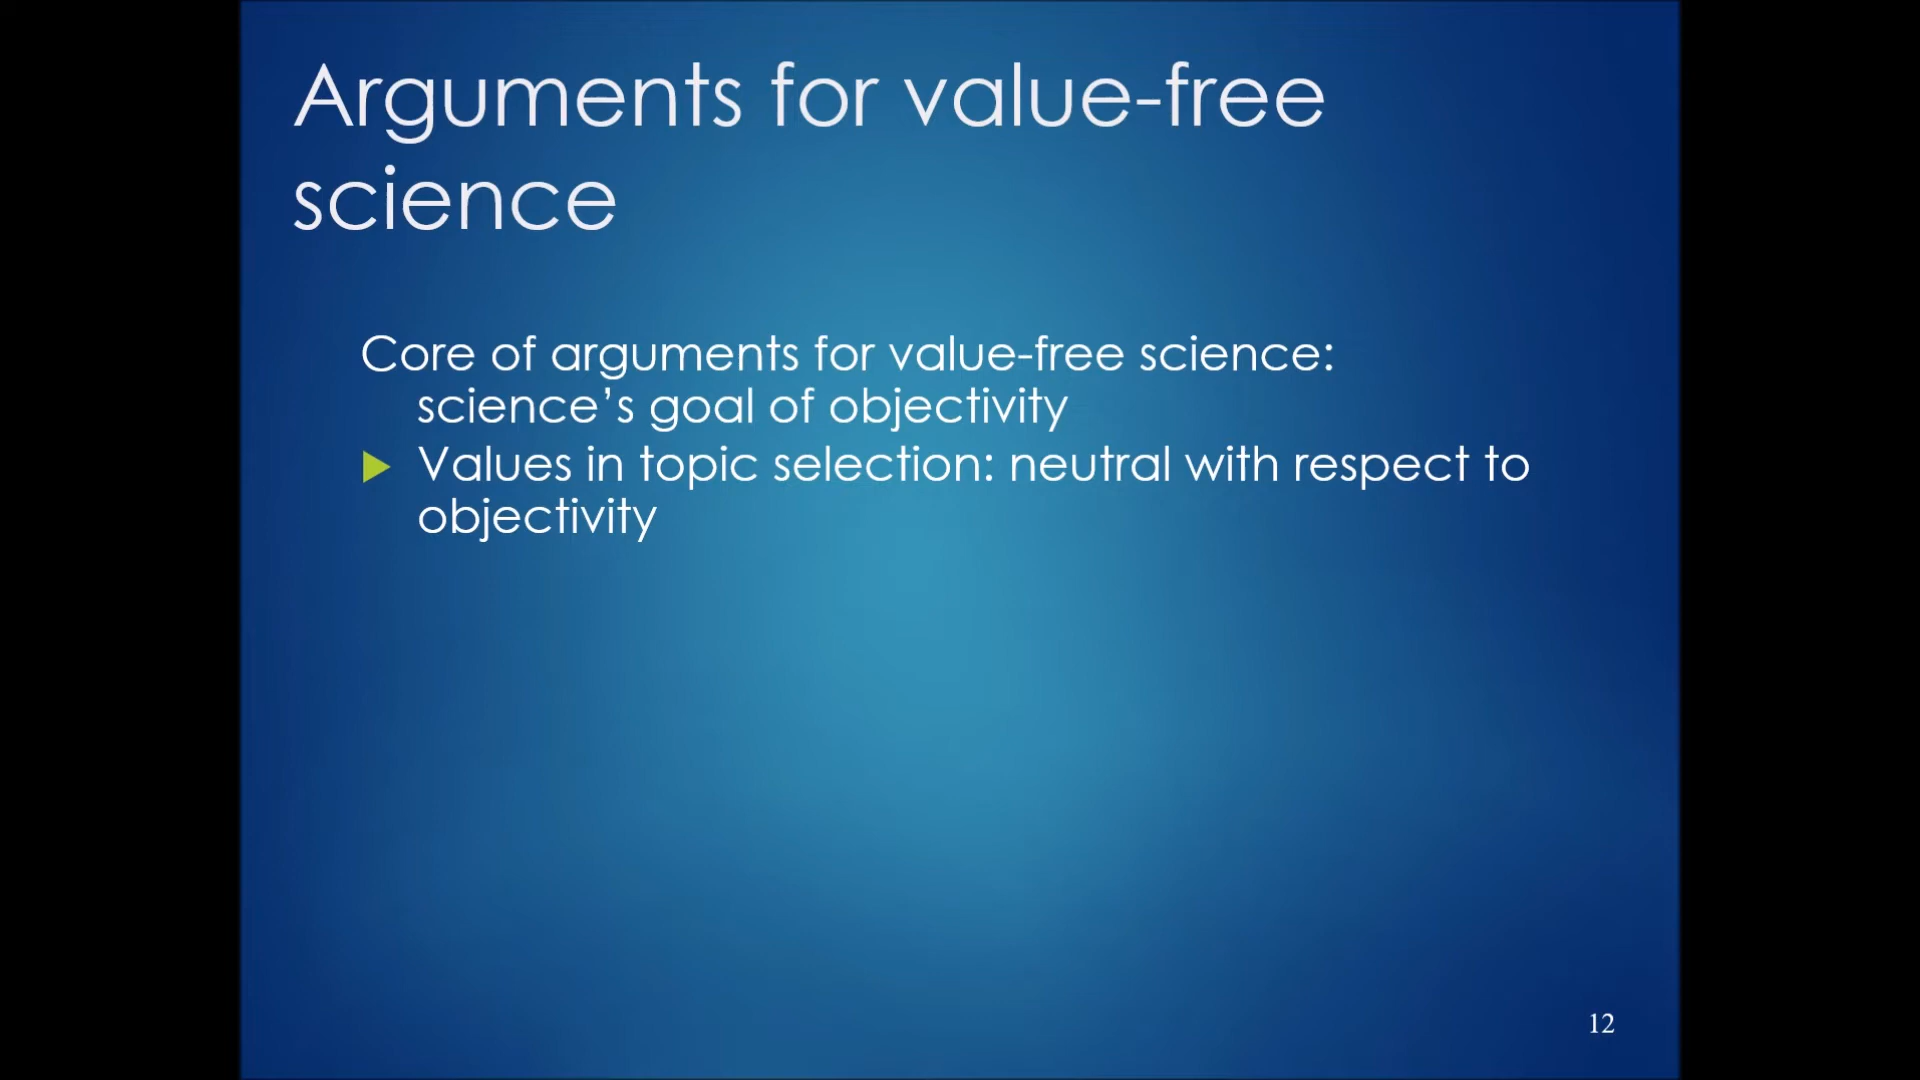 Arguments for value-free
science
Core of arguments for value-free science:
science’s goal of objectivity
Values in topic selection: neutral with respect to
objectivity
12